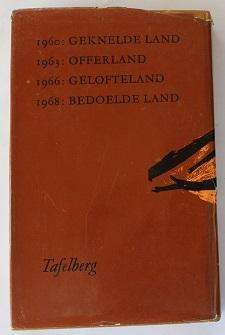 1960: GEKNELDE LAND
1963: OFFERLAND
1966: GELOFTELAND
1968: BEDOELDE LAND
Tafelberg